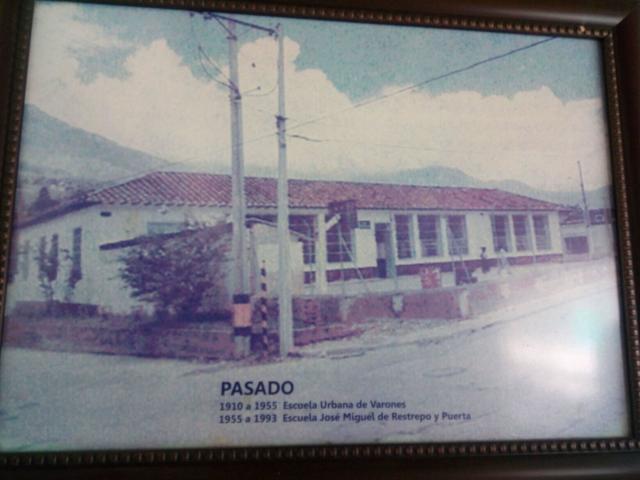 PASADO
1910 a 1955 Escuela Urbana de Varones
1955 a 1993 Escuela José Miguel de Restrepo y Puerta